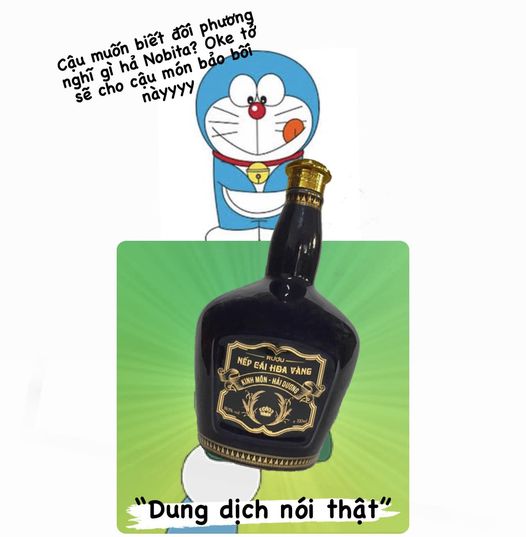 Cậu muốn biết đối phương
nghĩ gì hả Nobita? Oke tớ
sẽ cho cậu món bảo bối
nàyyyy
RƯỢU
NẾP CÁI HOA VÀNG
KINH MÔN - HẢI DƯƠNG
“Dung dịch nói thật”